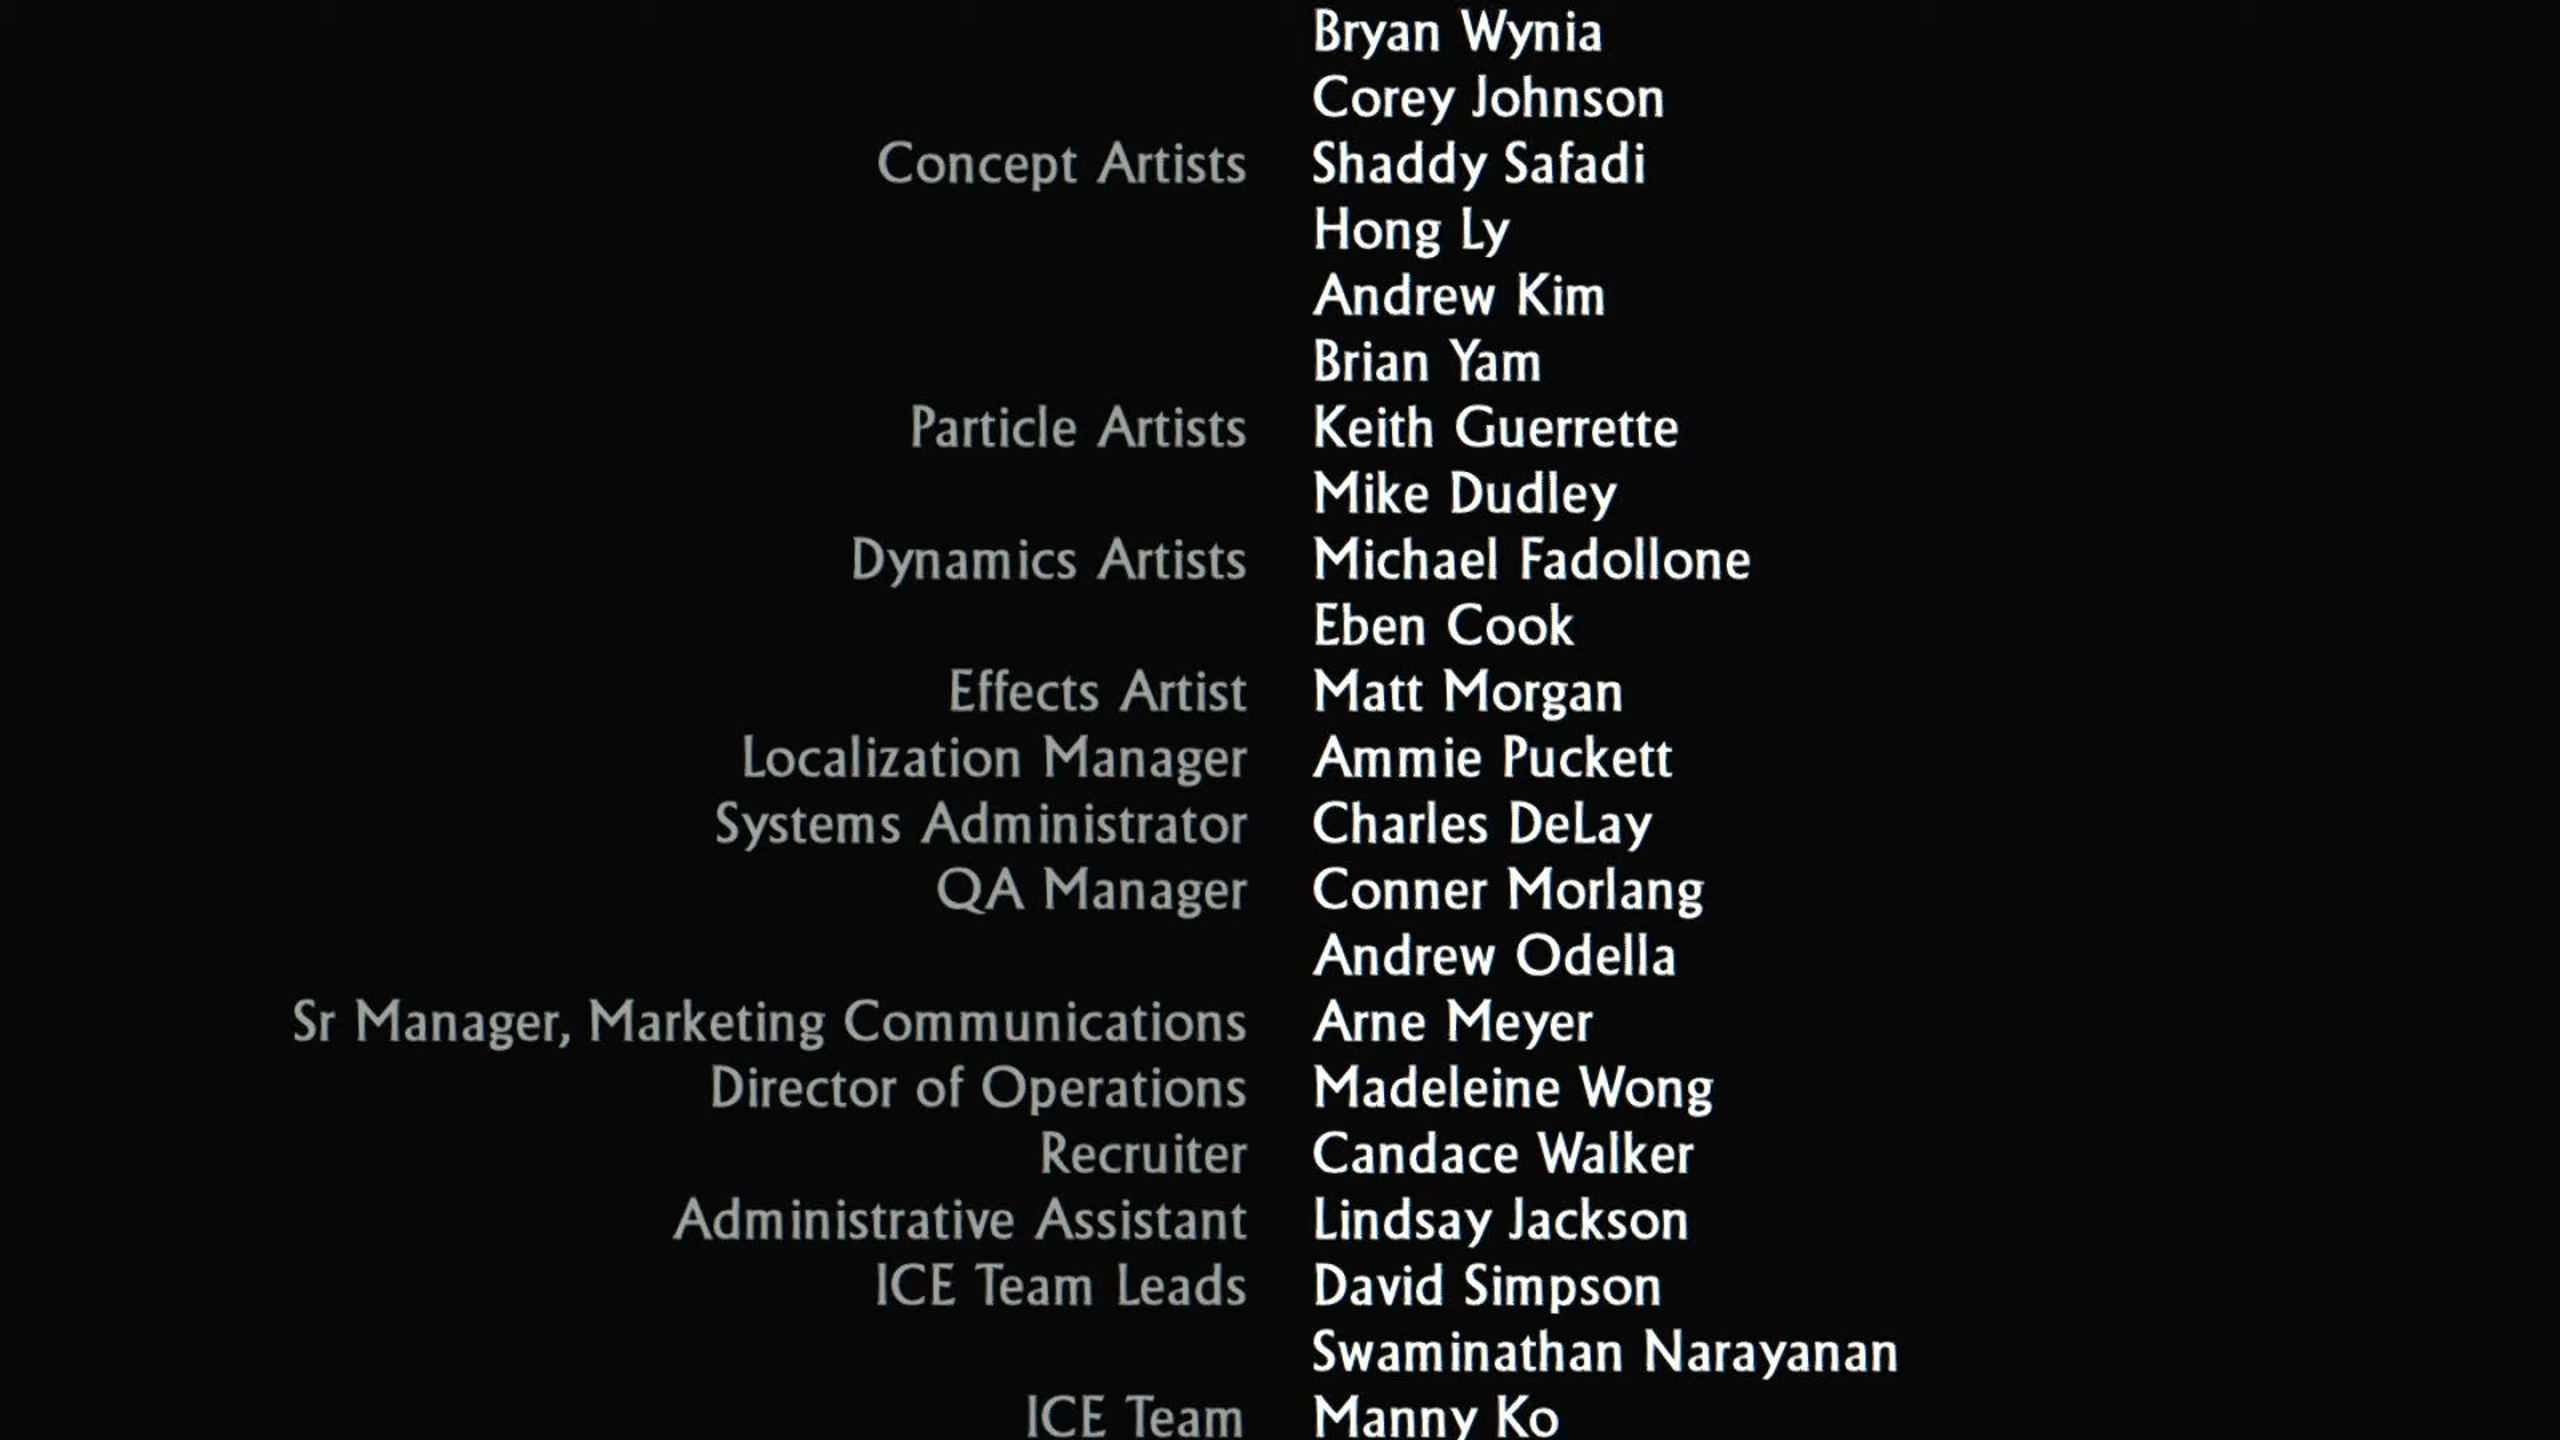 Bryan Wynia
Corey Johnson
Concept Artists Shaddy Safadi
Hong Ly
Andrew Kim
Brian Yam
Particle Artists Keith Guerrette
Mike Dudley
Dynamics Artists Michael Fadollone
Eben Cook
Effects Artist Matt Morgan
Localization Manager Ammie Puckett
Systems Administrator Charles DeLay
QA Manager Conner Morlang
Andrew Odella
Sr Manager, Marketing Communications Arne Meyer
Director of Operations Madeleine Wong
Recruiter Candace Walker
Administrative Assistant Lindsay Jackson
ICE Team Leads David Simpson
Swaminathan Narayanan
ICE Team Manny Ko